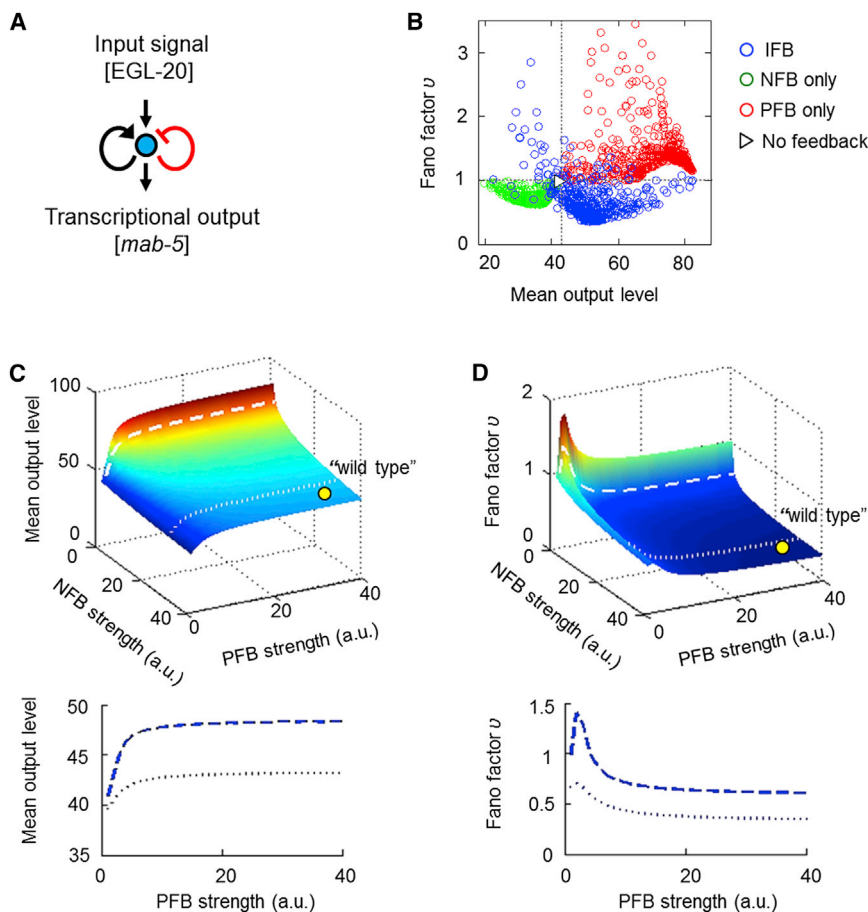 A
Input signal
[EGL-20]
Transcriptional output
[mab-5]
B
Fano factor υ
3
2
1
0
20
40
60
80
Mean output level
IFB
NFB only
PFB only
No feedback
C
Mean output level
100
50
0
0
20
40
NFB strength (a.u.)
0
20
40
PFB strength (a.u.)
“wild type”
D
Fano factor υ
2
1
0
0
20
40
NFB strength (a.u.)
0
20
40
PFB strength (a.u.)
“wild type”
Mean output level
50
45
40
35
0
20
40
PFB strength (a.u.)
Fano factor υ
1.5
1
0.5
0
0
20
40
PFB strength (a.u.)